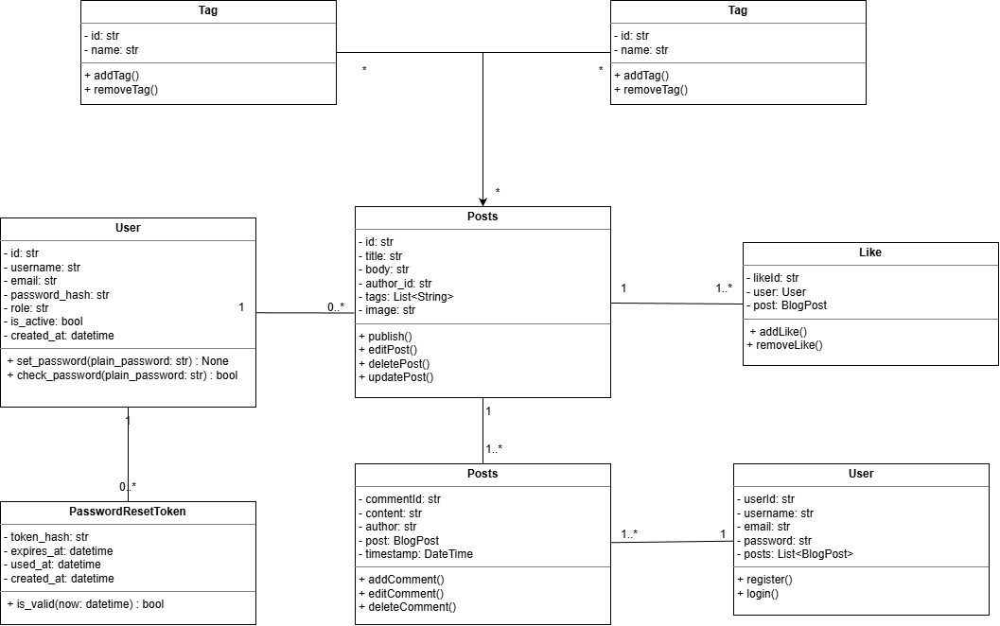 Tag
- id: str
- name: str
+ addTag()
+ removeTag()
*
Tag
- id: str
- name: str
+ addTag()
+ removeTag()
*
*
User
- id: str
- username: str
- email: str
- password_hash: str
- role: str
- is_active: bool
- created_at: datetime
+ set_password(plain_password: str) : None
+ check_password(plain_password: str) : bool
1
0..*
Posts
- id: str
- title: str
- body: str
- author_id: str
- tags: List<String>
- image: str
+ publish()
+ editPost()
+ deletePost()
+ updatePost()
1
1..*
Like
- likeId: str
- user: User
- post: BlogPost
+ addLike()
+ removeLike()
1
0..*
1
1..*
PasswordResetToken
- token_hash: str
- expires_at: datetime
- used_at: datetime
- created_at: datetime
+ is_valid(now: datetime) : bool
Posts
- commentId: str
- content: str
- author: str
- post: BlogPost
- timestamp: DateTime
+ addComment()
+ editComment()
+ deleteComment()
1..*
1
User
- userId: str
- username: str
- email: str
- password: str
- posts: List<BlogPost>
+ register()
+ login()